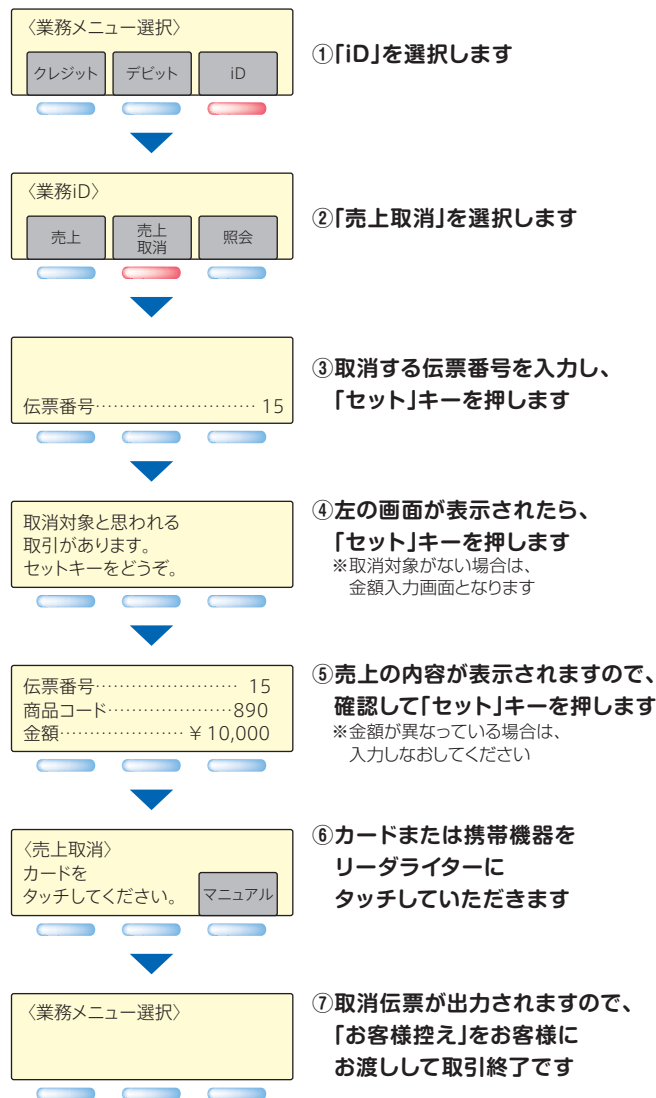 〈業務メニュー選択〉
クレジット
デビット
iD
①「iD」を選択します
〈業務iD〉
売上
売上
取消
照会
②「売上取消」を選択します
伝票番号………………………15
③取消する伝票番号を入力し、
「セット」キーを押します
取消対象と思われる
取引があります。
セットキーをどうぞ。
④左の画面が表示されたら、
「セット」キーを押します
※取消対象がない場合は、
金額入力画面となります
伝票番号……………………15
商品コード…………………890
金額…………………¥10,000
⑤売上の内容が表示されますので、
確認して「セット」キーを押します
※金額が異なっている場合は、
入力しなおしてください
〈売上取消〉
カードを
タッチしてください。
マニュアル
⑥カードまたは携帯機器を
リーダライターに
タッチしていただきます
〈業務メニュー選択〉
⑦取消伝票が出力されますので、
「お客様控え」をお客様に
お渡しして取引終了です